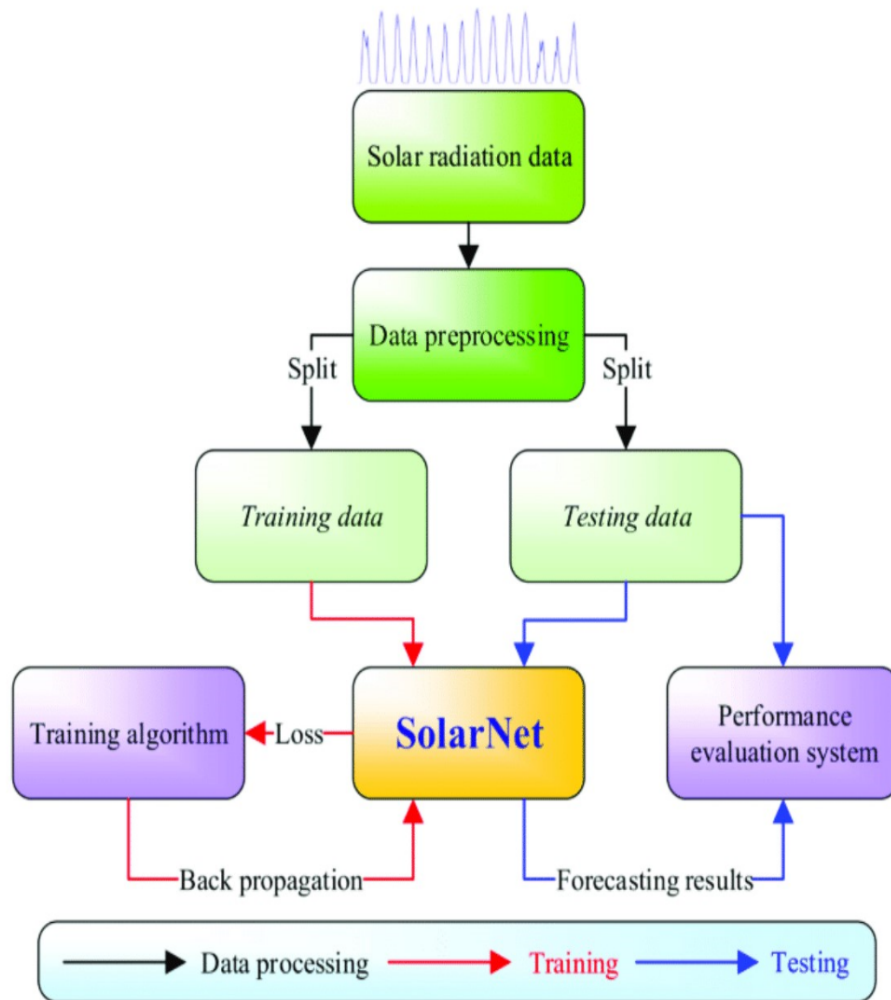 Solar radiation data
Data preprocessing
Split
Split
Training data
Testing data
Training algorithm
Loss
SolarNet
Performance
evaluation system
Back propagation
Forecasting results
Data processing
Training
Testing